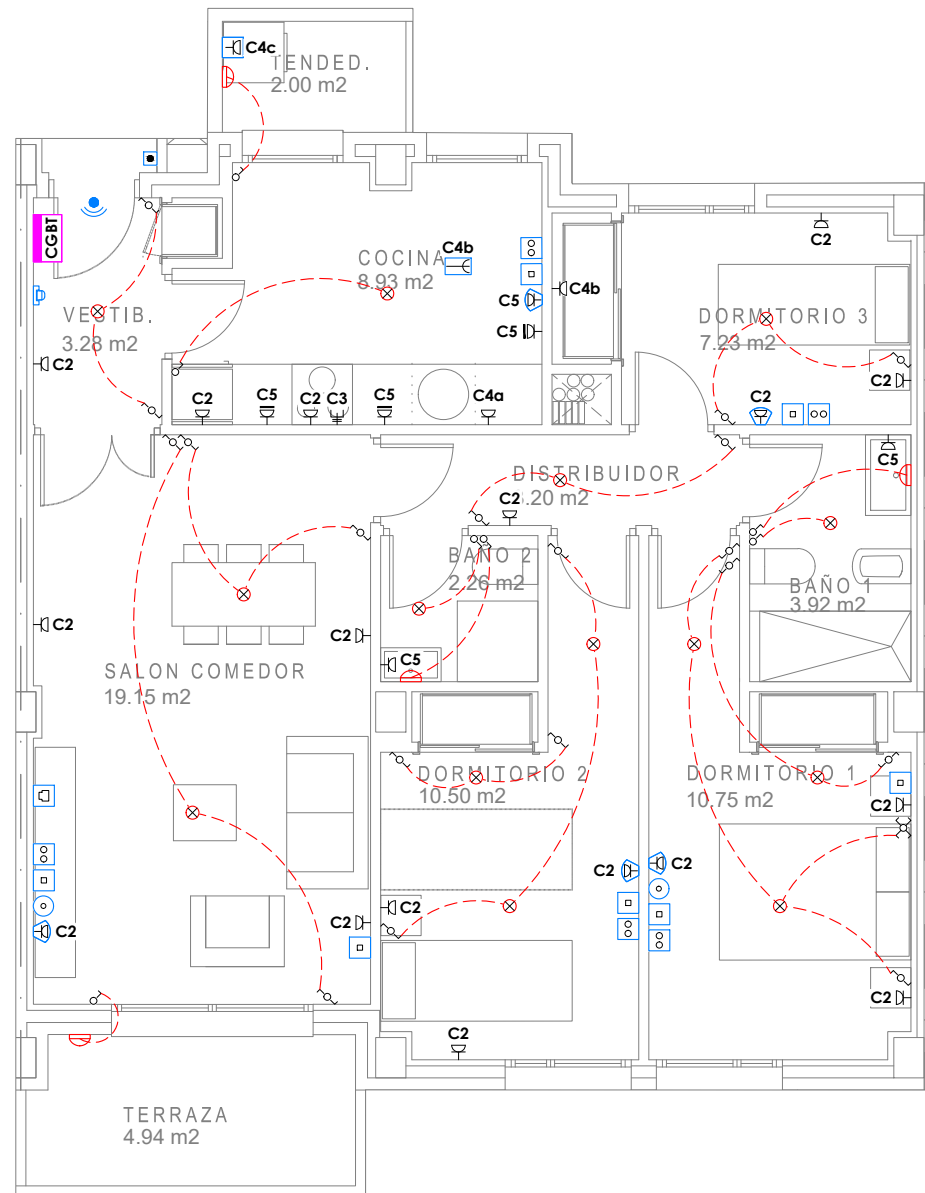 C4c
TENDED.
2.00 m2
CGBT
C2
COCINA
8.93 m2
C4b
C4b
C5
C5
VESTIB.
3.28 m2
C2
DORMITORIO 3
7.23 m2
C2
C2
C2
C5
C2
C3
C5
C4a
C2
C5
DISTRIBUIDOR
.20 m2
C2
BAÑO 2
2.26 m2
BAÑO 1
3.92 m2
C2
C2
C5
SALON COMEDOR
19.15 m2
DORMITORIO 2
10.50 m2
DORMITORIO 1
10.75 m2
C2
C2
C2
C2
C2
C2
C2
C2
C2
TERRAZA
4.94 m2